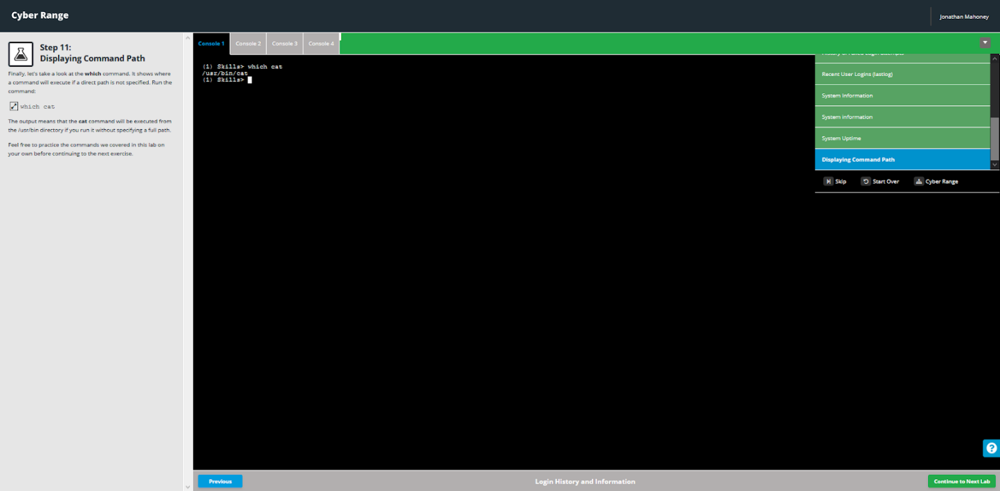 Cyber Range
Jonathan Mahoney
Step 11:
Displaying Command Path
Finally, let's take a look at the which command. It shows where
a command will execute if a direct path is not specified. Run the
command:
which cat
The output means that the cat command will be executed from
the /usr/bin directory if you run it without specifying a full path.
Feel free to practice the commands we covered in this lab on
your own before continuing to the next exercise.
Console 1
Console 2
Console 3
Console 4
(1) Skills> which cat
/usr/bin/cat
(1) Skills>
History of Failed Login Attempts
Recent User Logins (lastlog)
System Information
System information
System Uptime
Displaying Command Path
Skip
Start Over
Cyber Range
?
Previous
Login History and Information
Continue to Next Lab